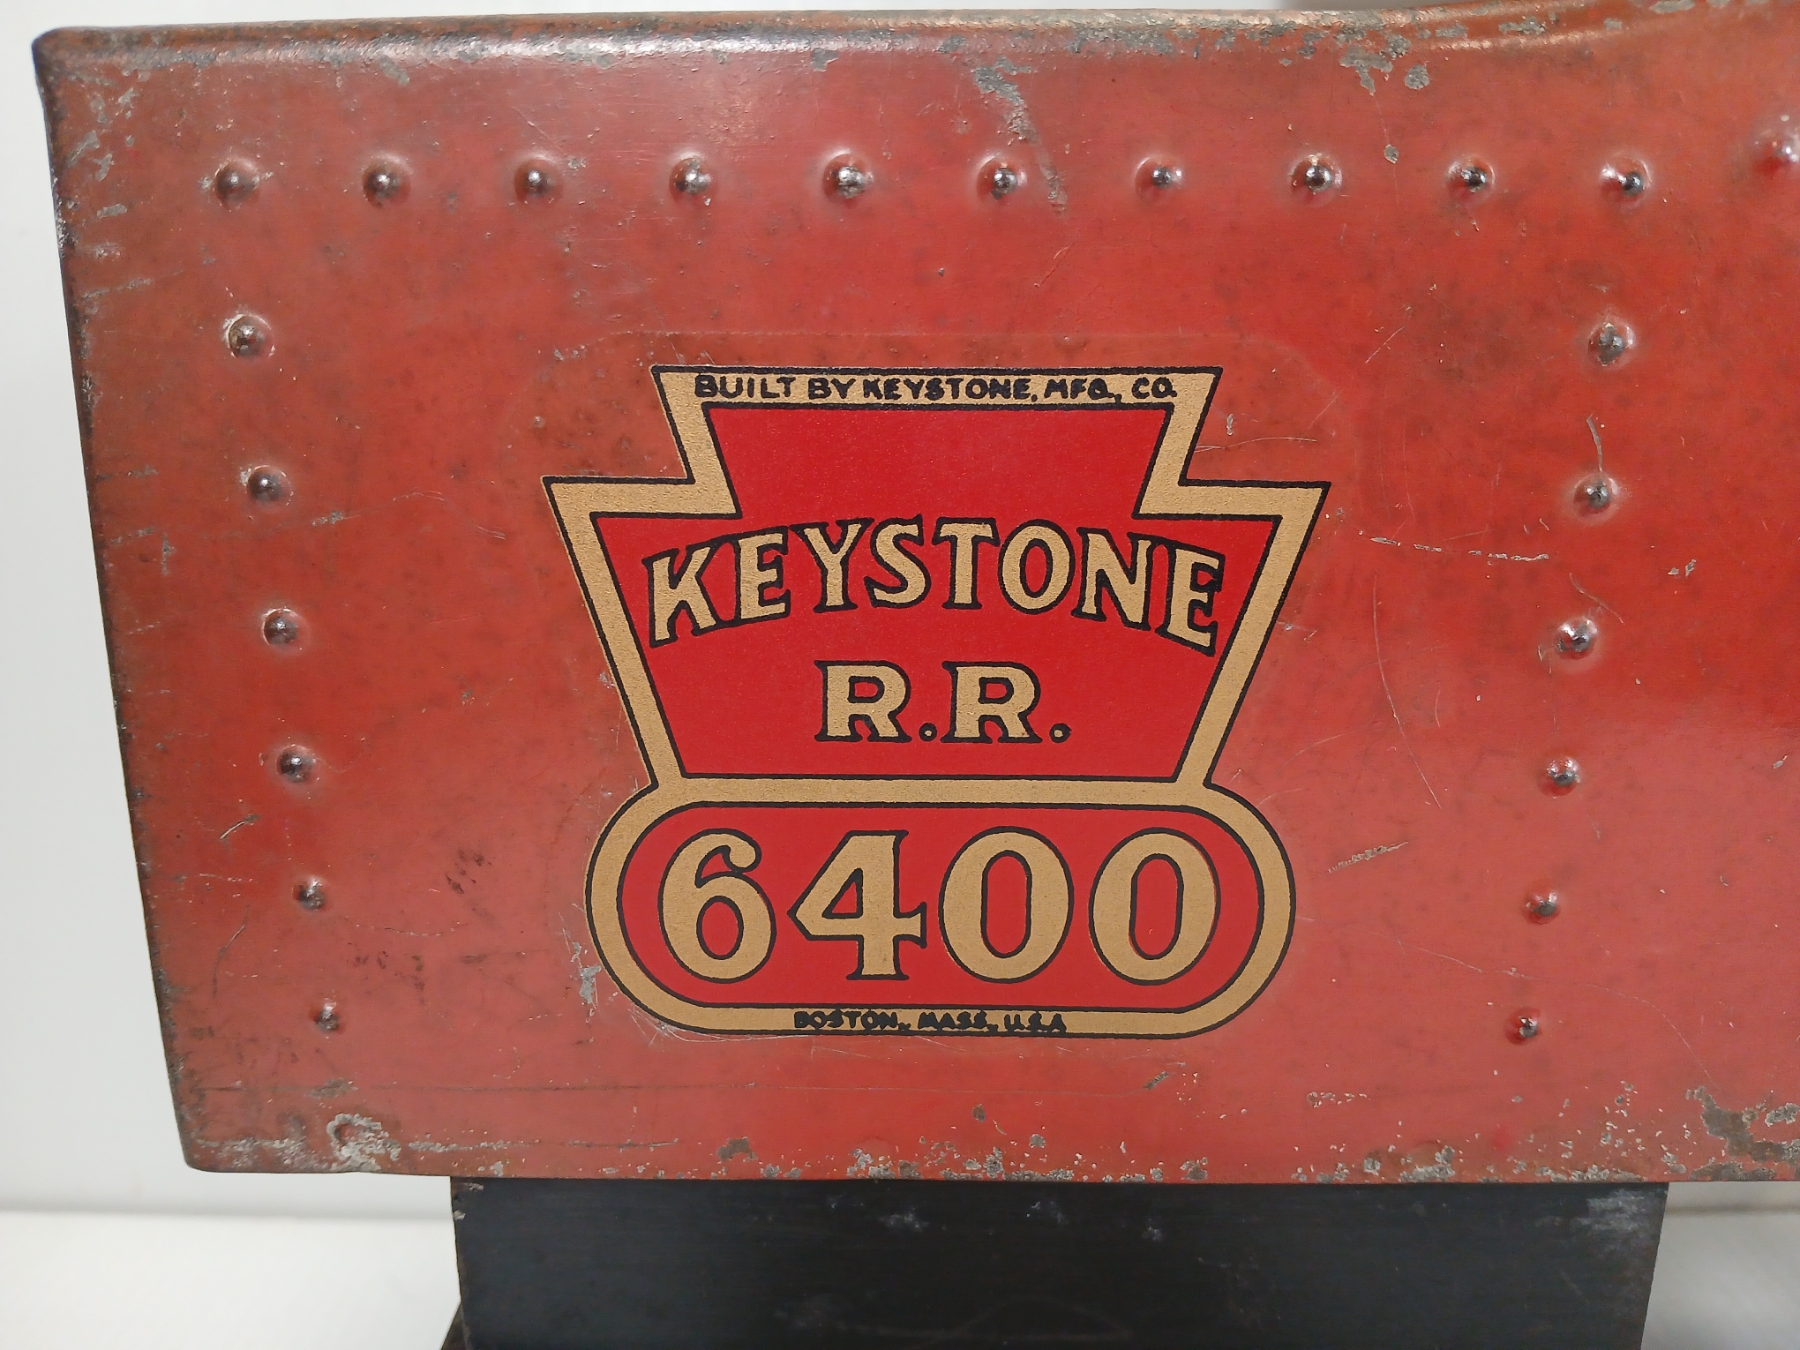 BUILT BY KEYSTONE, MFG, CO.
KEYSTONE
R.R.
6400
BOSTON, MASS, U.S.A